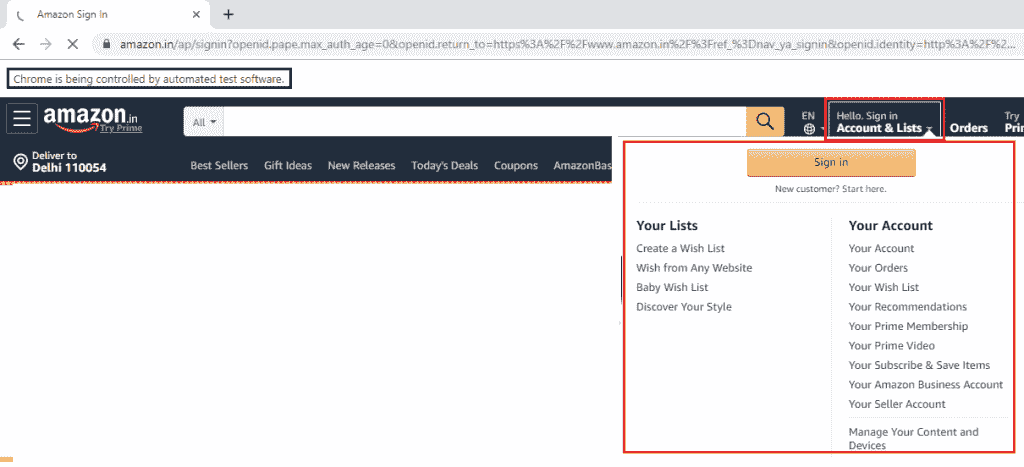 Amazon Sign In
amazon.in/ap/signin?openid.pape.max_auth_age=0&openid.return_to=https%3A%2F%2Fwww.amazon.in%2F%3Fref_%3Dnav_ya_signin&openid.identity=http%3A%2F%2...
Chrome is being controlled by automated test software.
amazon.in
Try Prime
All
EN
Hello. Sign in
Account & Lists
Orders
Try
Deliver to
Delhi 110054
Best Sellers Gift Ideas New Releases Today's Deals Coupons AmazonBas
Sign in
New customer? Start here.
Your Lists
Create a Wish List
Wish from Any Website
Baby Wish List
Discover Your Style
Your Account
Your Account
Your Orders
Your Wish List
Your Recommendations
Your Prime Membership
Your Prime Video
Your Subscribe & Save Items
Your Amazon Business Account
Your Seller Account
Manage Your Content and
Devices